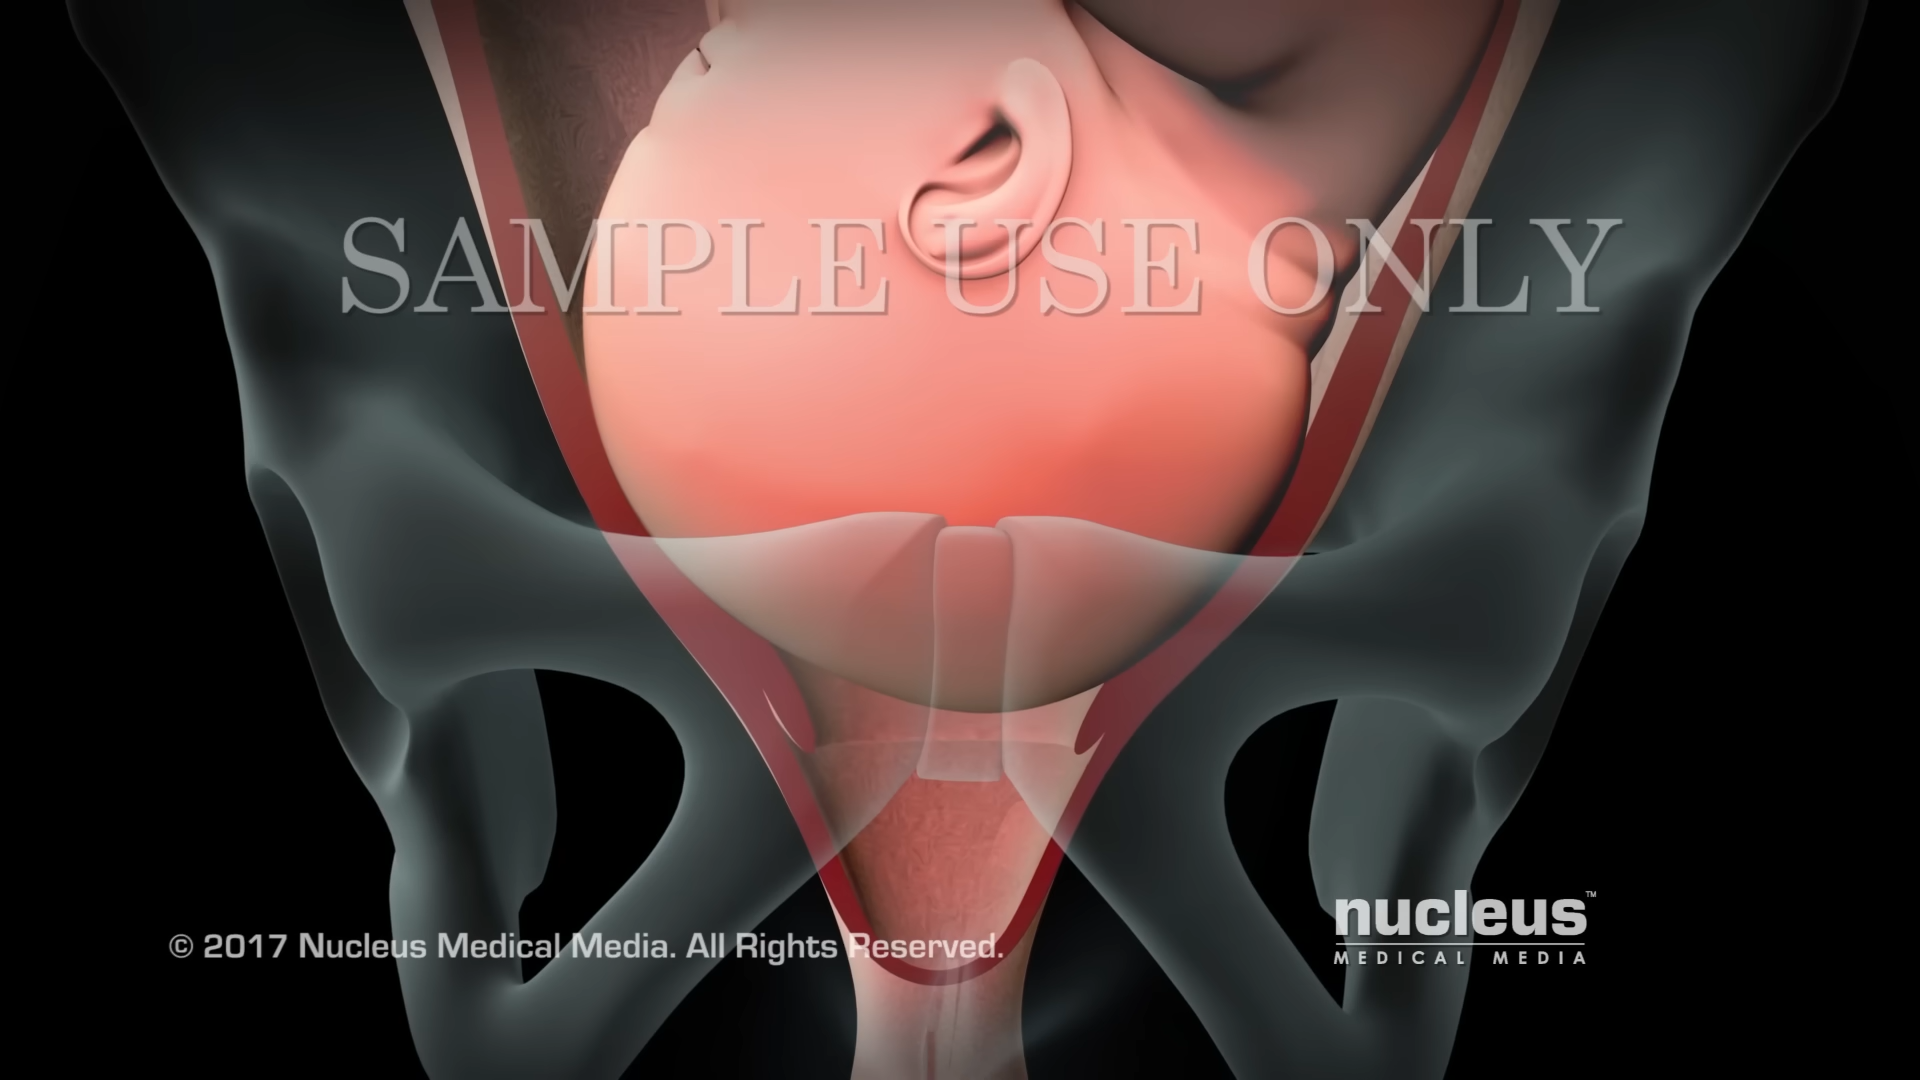 SAMPLE USE ONLY
nucleus™
© 2017 Nucleus Medical Media. All Rights Reserved.
MEDICAL MEDIA